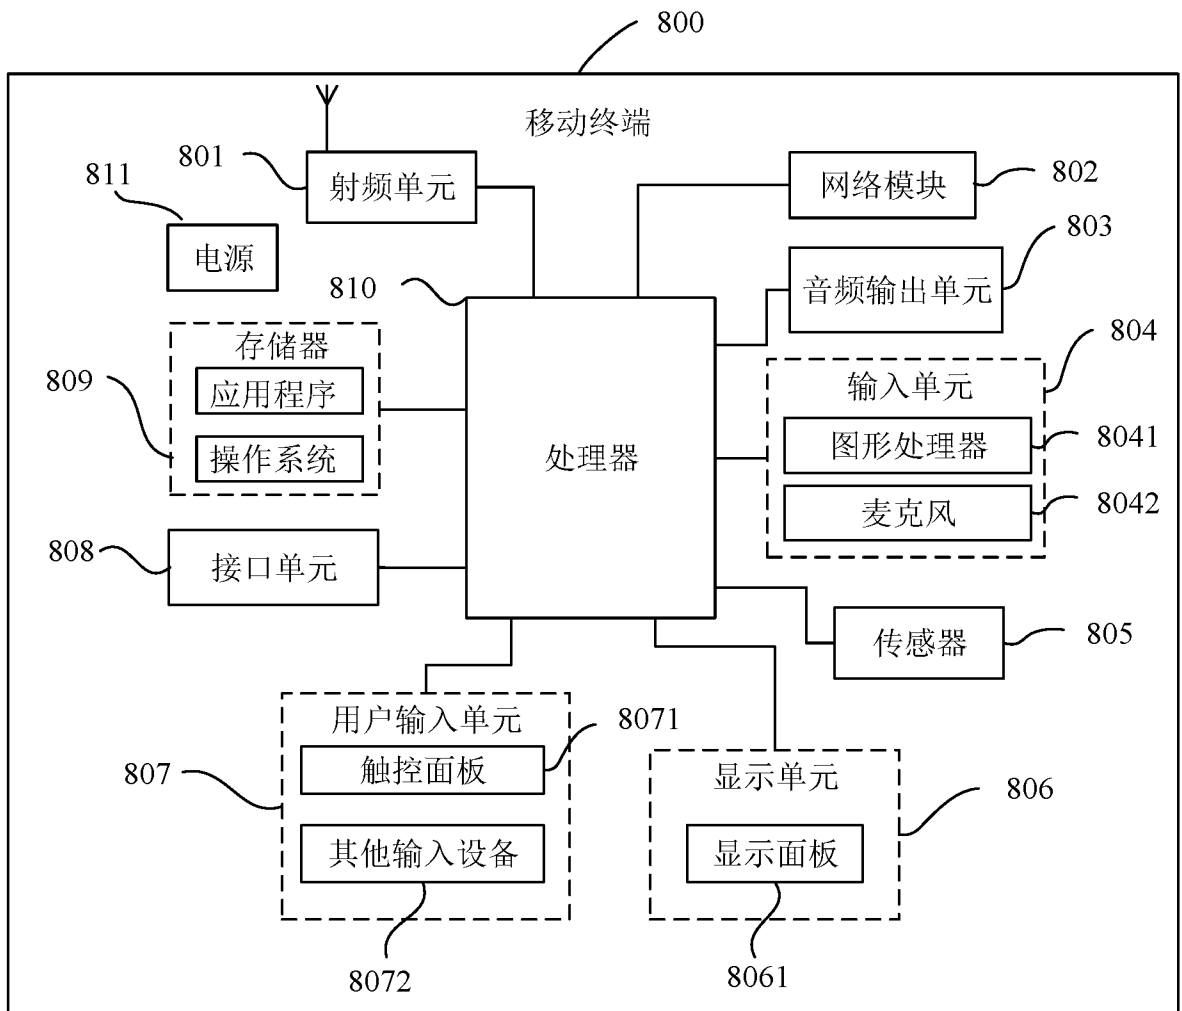 800
移动终端
801
射频单元
网络模块
802
811
电源
音频输出单元
803
810
存储器
应用程序
操作系统
809
处理器
输入单元
804
图形处理器
8041
麦克风
8042
808
接口单元
传感器
805
用户输入单元
8071
触控面板
807
其他输入设备
8072
显示单元
806
显示面板
8061